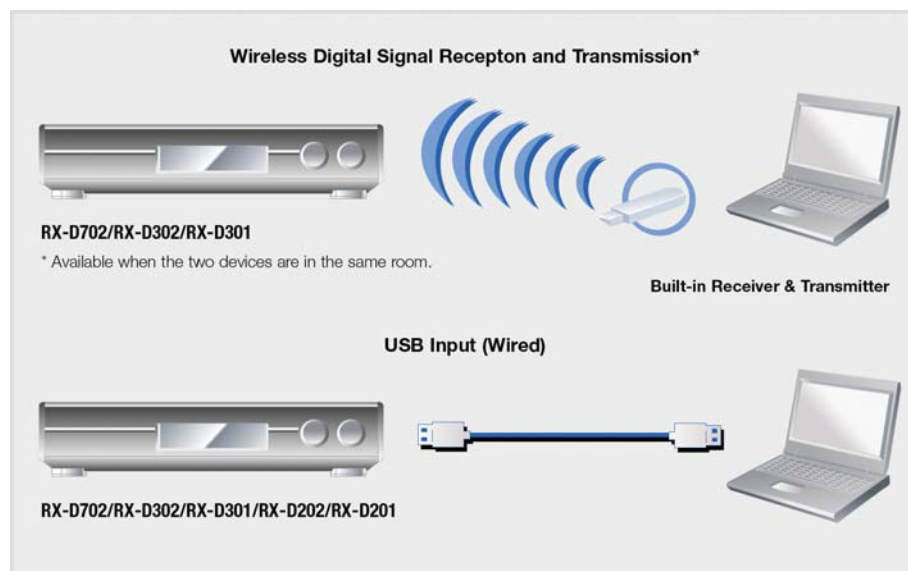 Wireless Digital Signal Recepton and Transmission*
RX-D702/RX-D302/RX-D301
* Available when the two devices are in the same room.
Built-in Receiver & Transmitter
USB Input (Wired)
RX-D702/RX-D302/RX-D301/RX-D202/RX-D201